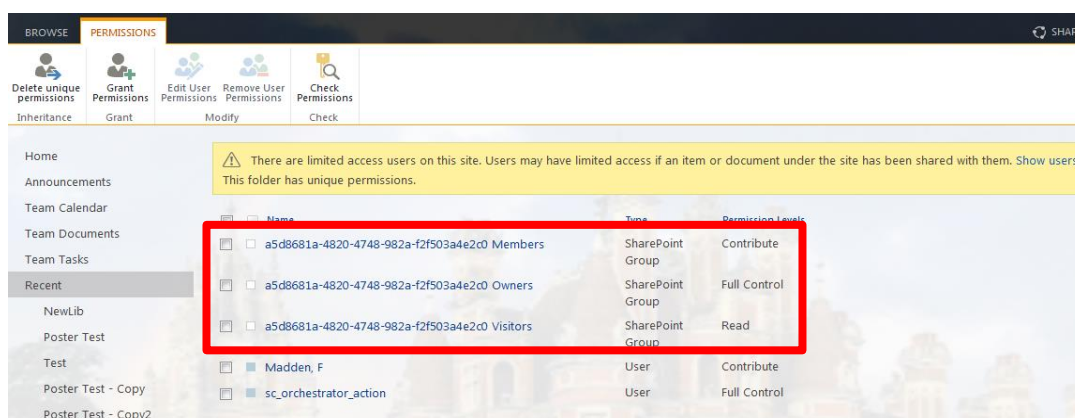 BROWSE PERMISSIONS SHAR
Delete unique permissions
Grant Permissions
Edit User Permissions
Remove User Permissions
Check Permissions
Inheritance Grant Modify Check
Home
Announcements
Team Calendar
Team Documents
Team Tasks
Recent
NewLib
Poster Test
Test
Poster Test - Copy
Poster Test - Copy2
There are limited access users on this site. Users may have limited access if an item or document under the site has been shared with them. Show users
This folder has unique permissions.
Name Type Permission Levels
a5d8681a-4820-4748-982a-f2f503a4e2c0 Members SharePoint Group Contribute
a5d8681a-4820-4748-982a-f2f503a4e2c0 Owners SharePoint Group Full Control
a5d8681a-4820-4748-982a-f2f503a4e2c0 Visitors SharePoint Group Read
Madden, F User Contribute
sc_orchestrator_action User Full Control